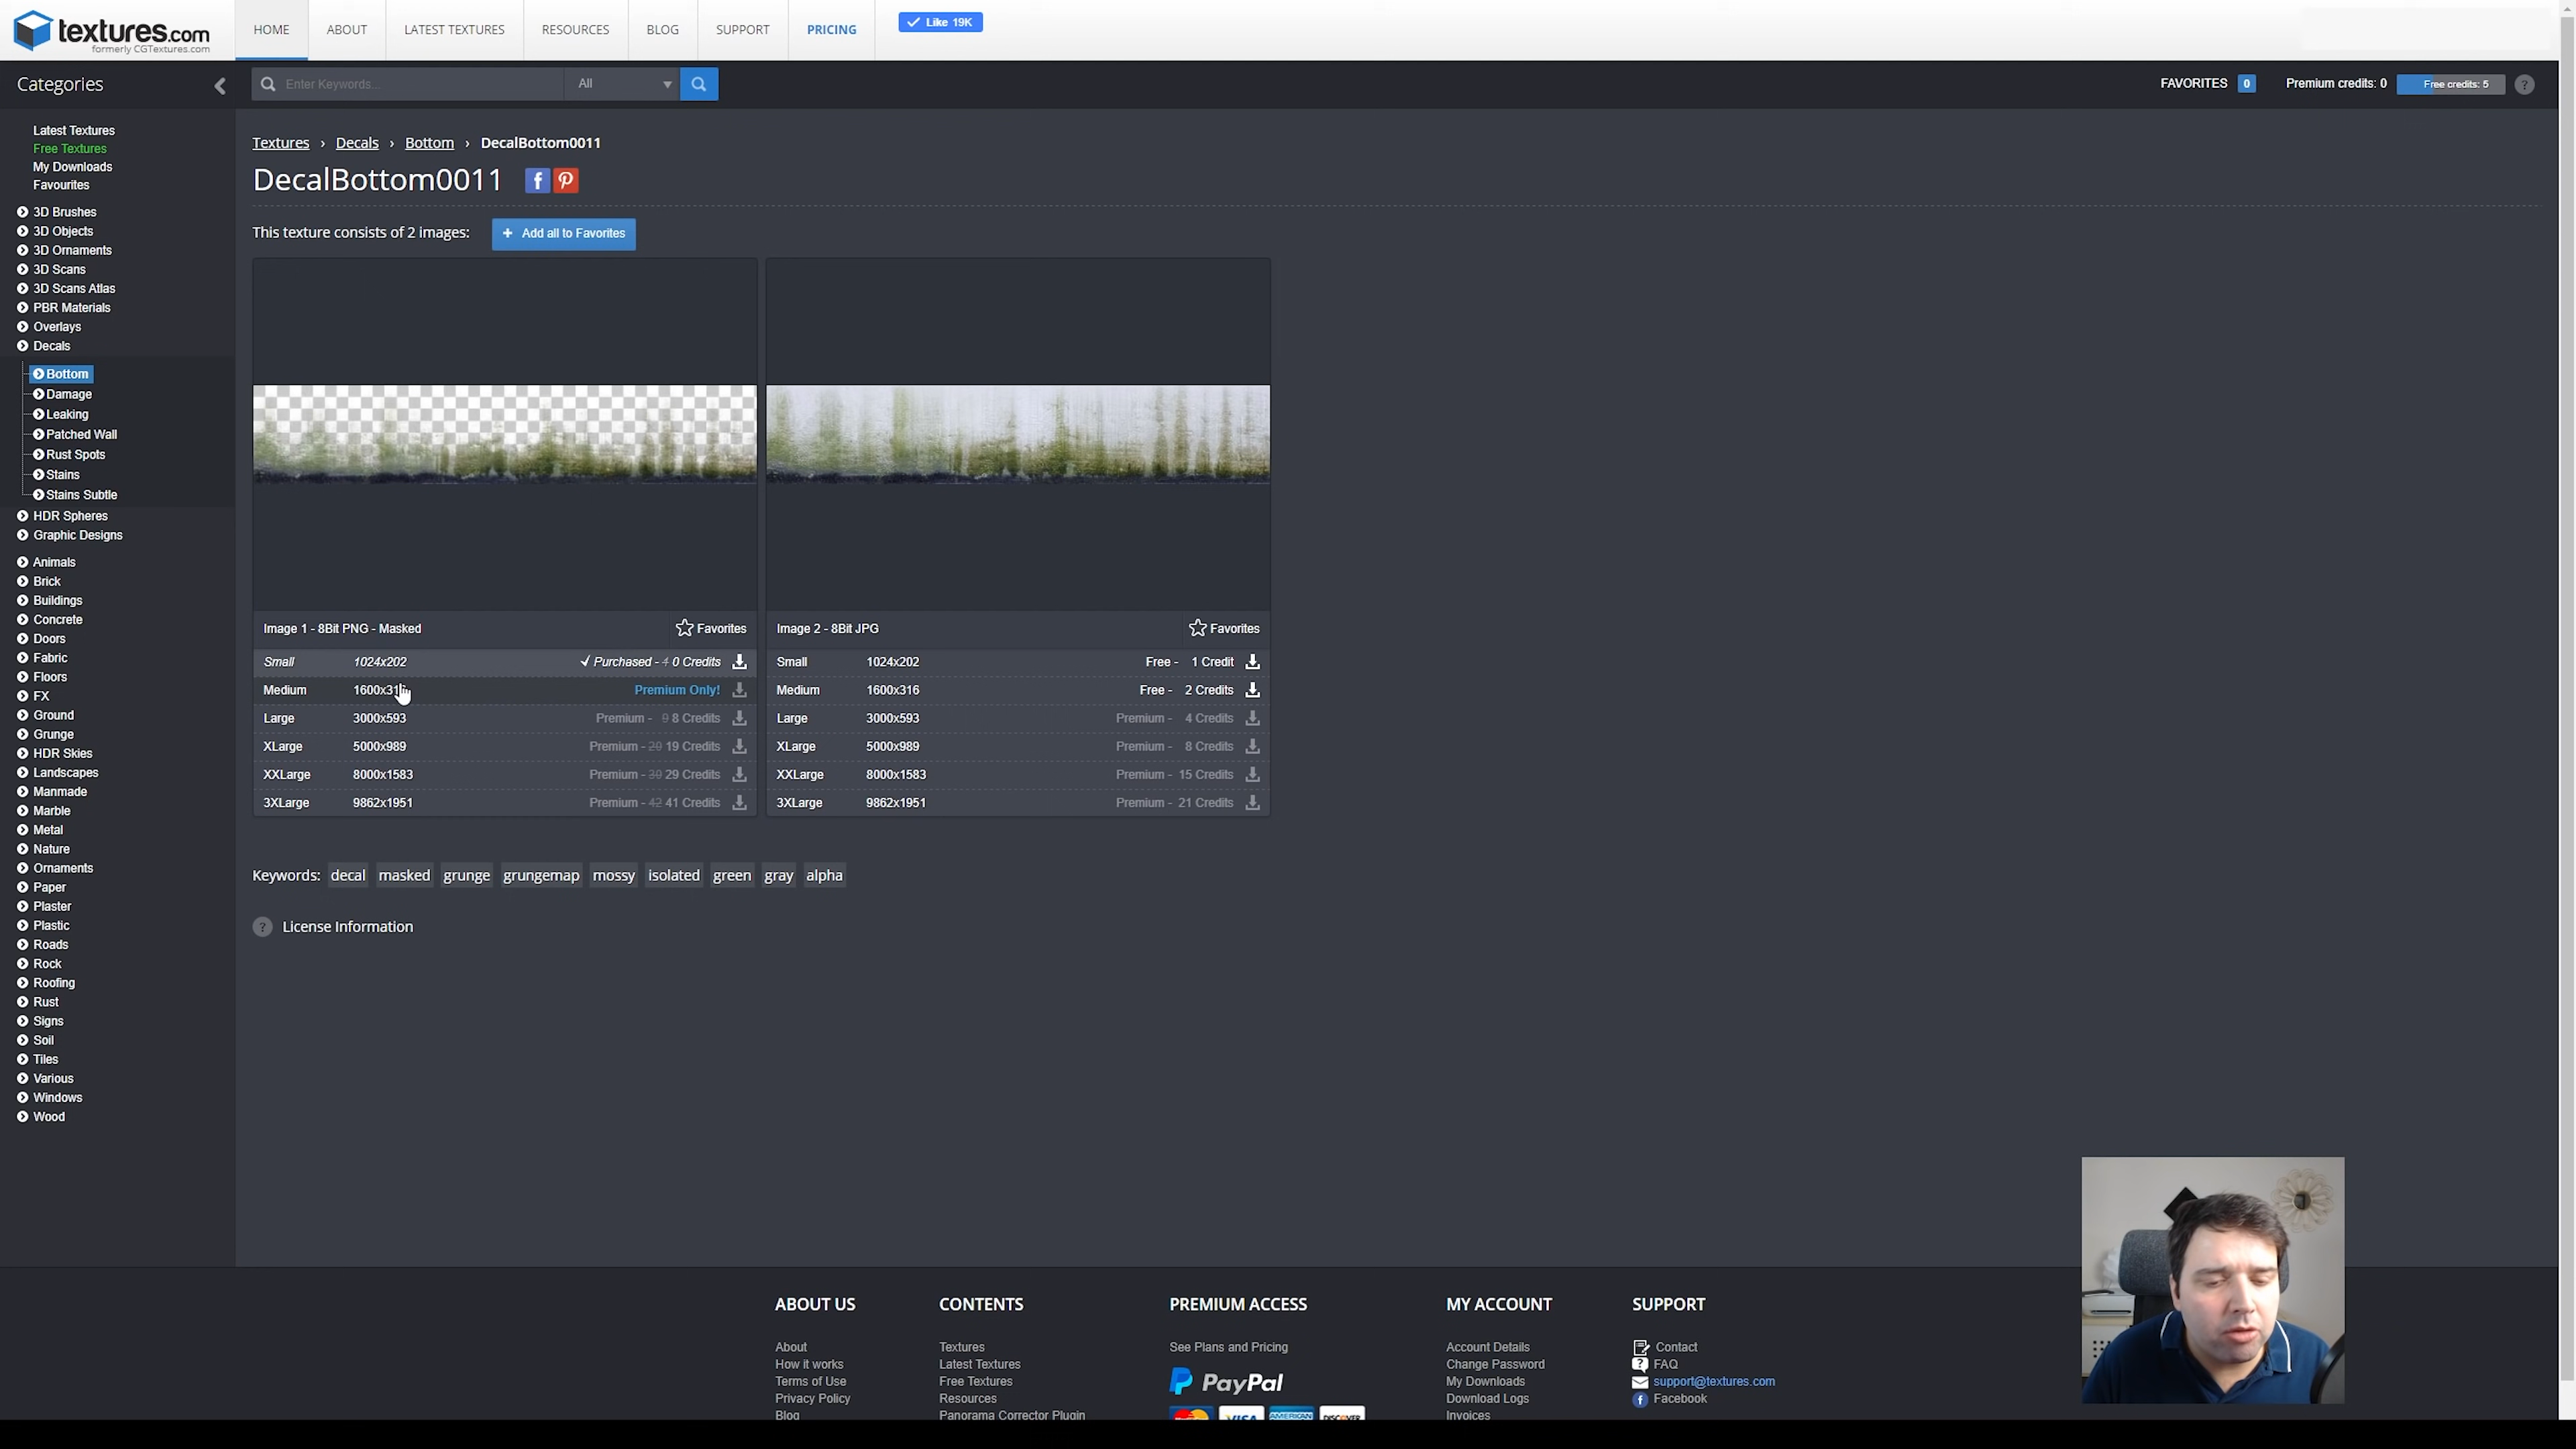 textures.com
formerly CGTextures.com
HOME
ABOUT
LATEST TEXTURES
RESOURCES
BLOG
SUPPORT
PRICING
Like 19K
Categories
Enter Keywords...
All
FAVORITES 0
Premium credits: 0
Free credits: 5
?
Latest Textures
Free Textures
My Downloads
Favourites
3D Brushes
3D Objects
3D Ornaments
3D Scans
3D Scans Atlas
PBR Materials
Overlays
Decals
Bottom
Damage
Leaking
Patched Wall
Rust Spots
Stains
Stains Subtle
HDR Spheres
Graphic Designs
Animals
Brick
Buildings
Concrete
Doors
Fabric
Floors
FX
Ground
Grunge
HDR Skies
Landscapes
Manmade
Marble
Metal
Nature
Ornaments
Paper
Plaster
Plastic
Roads
Rock
Roofing
Rust
Signs
Soil
Tiles
Various
Windows
Wood
Textures › Decals › Bottom › DecalBottom0011
DecalBottom0011
This texture consists of 2 images:
+ Add all to Favorites
Image 1 - 8Bit PNG - Masked Favorites
Small 1024x202 Purchased - 4 0 Credits
Medium Premium Only!
Large 3000x593 Premium - 9 8 Credits
XLarge 5000x989 Premium - 20 19 Credits
XXLarge 8000x1583 Premium - 30 29 Credits
3XLarge 9862x1951 Premium - 42 41 Credits
Image 2 - 8Bit JPG Favorites
Small 1024x202 Free - 1 Credit
Medium 1600x316 Free - 2 Credits
Large 3000x593 Premium - 4 Credits
XLarge 5000x989 Premium - 8 Credits
XXLarge 8000x1583 Premium - 15 Credits
3XLarge 9862x1951 Premium - 21 Credits
Keywords: decal masked grunge grungemap mossy isolated green gray alpha
? License Information
ABOUT US
About
How it works
Terms of Use
Privacy Policy
Blog
CONTENTS
Textures
Latest Textures
Free Textures
Resources
Panorama Corrector Plugin
PREMIUM ACCESS
See Plans and Pricing
PayPal
VISA
AMERICAN
DISCOVER
MY ACCOUNT
Account Details
Change Password
My Downloads
Download Logs
Invoices
SUPPORT
Contact
FAQ
support@textures.com
Facebook